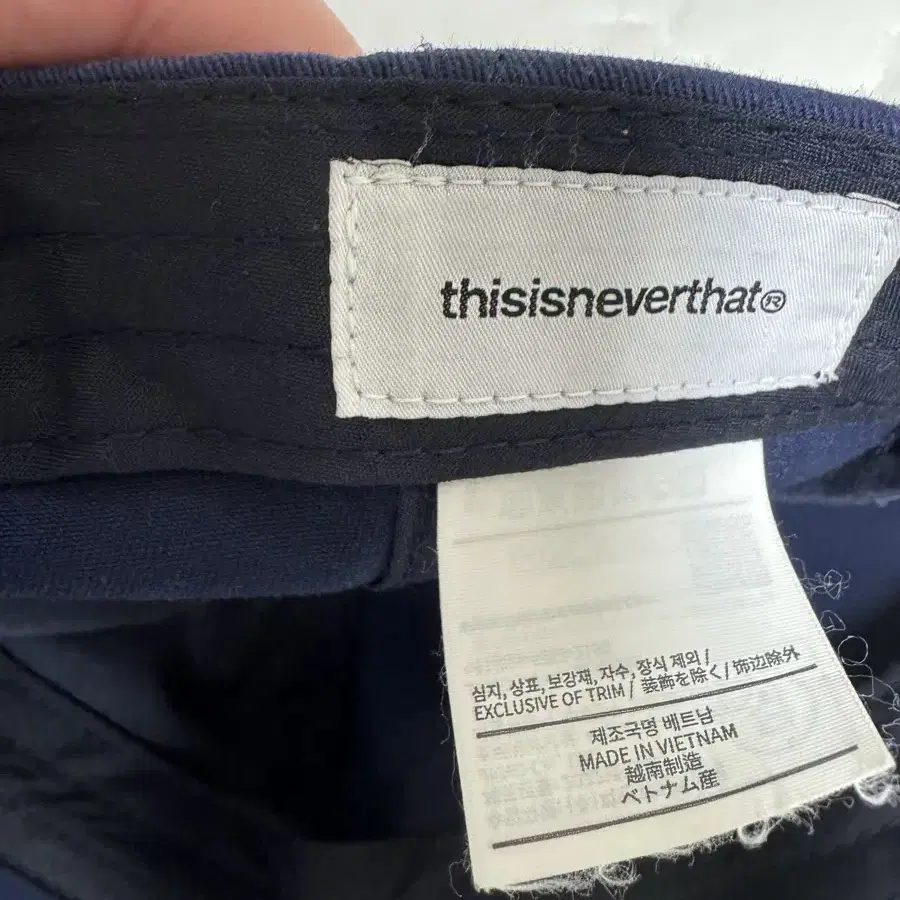 thisisneverthat®
심지, 상표, 보강재, 자수, 장식 제외 /
EXCLUSIVE OF TRIM / 装飾を除く / 饰边除外
제조국명 베트남
MADE IN VIETNAM
越南制造
ベトナム産